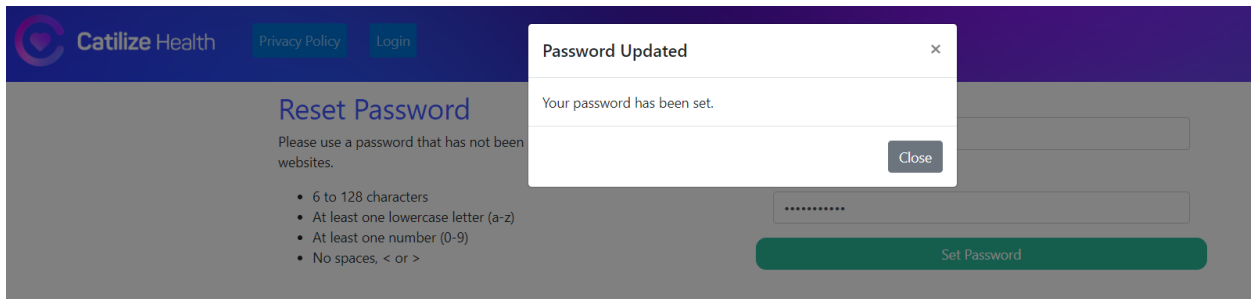 Catilize Health
Privacy Policy
Login
Password Updated
×
Your password has been set.
Close
Reset Password
Please use a password that has not been
websites.
• 6 to 128 characters
• At least one lowercase letter (a-z)
• At least one number (0-9)
• No spaces, < or >
•••••••••••
Set Password